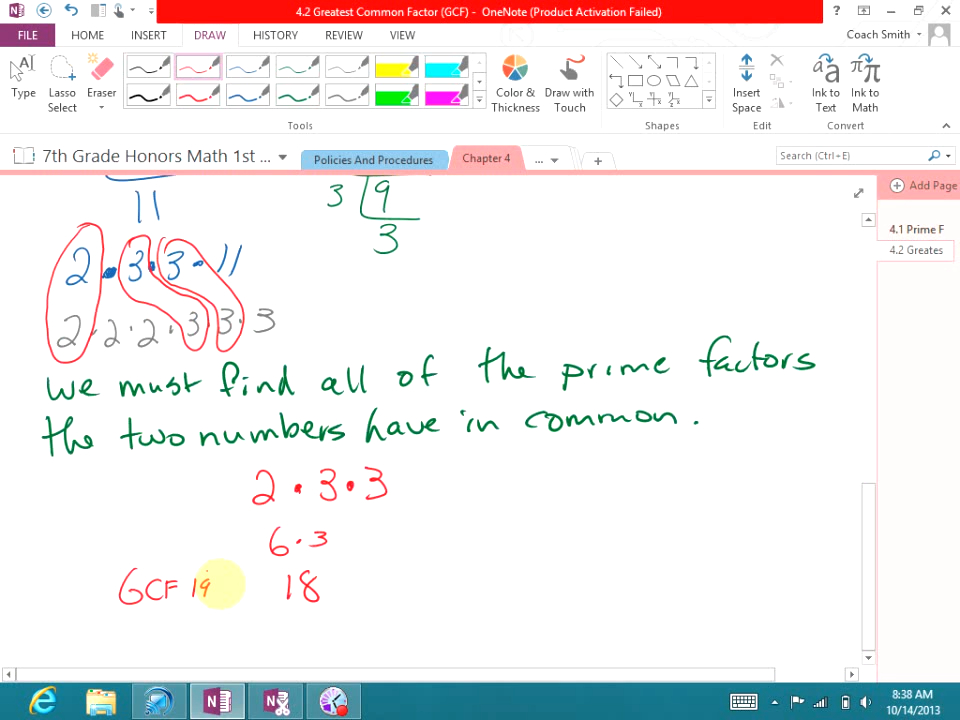 4.2 Greatest Common Factor (GCF) - OneNote (Product Activation Failed)
?
FILE HOME INSERT DRAW HISTORY REVIEW VIEW
Coach Smith
Type
Lasso Select
Eraser
Color & Thickness
Draw with Touch
Insert Space
Ink to Text
Ink to Math
Tools
Shapes
Edit
Convert
7th Grade Honors Math 1st ...
Policies And Procedures
Chapter 4
...
+
Search (Ctrl+E)
Add Page
4.1 Prime F
4.2 Greates
11
3 9
3
2 • 3 • 3 • 11
2 · 2 · 2 · 3 · 3 · 3
we must find all of the prime factors
the two numbers have in common.
2 • 3 • 3
6 · 3
GCF
18
8:38 AM
10/14/2013